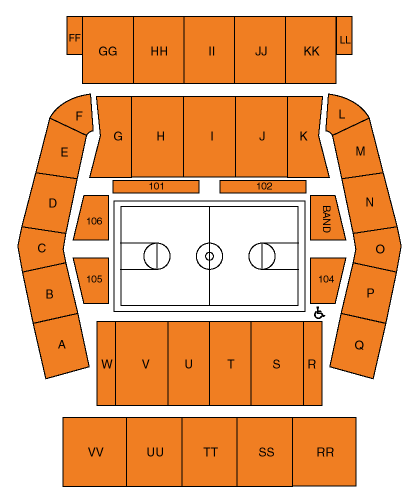 FF GG HH II JJ KK LL
F G H I J K L
E M
101 102
D 106 BAND N
C O
B 105 104 P
A W V U T S R Q
VV UU TT SS RR